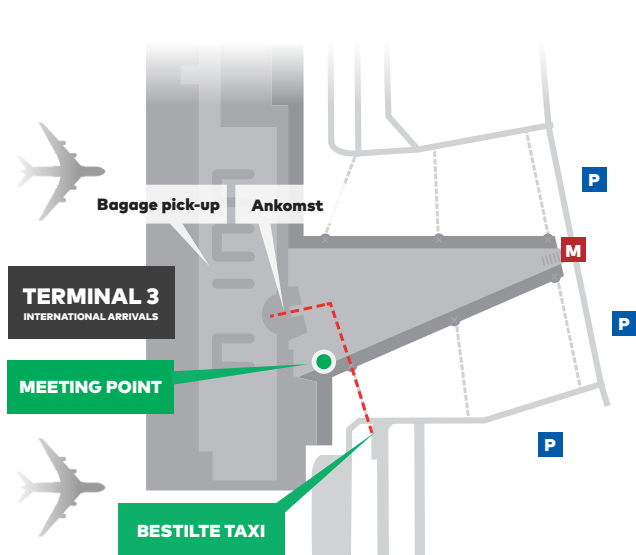 P
Bagage pick-up
Ankomst
M
TERMINAL 3
INTERNATIONAL ARRIVALS
P
MEETING POINT
P
BESTILTE TAXI